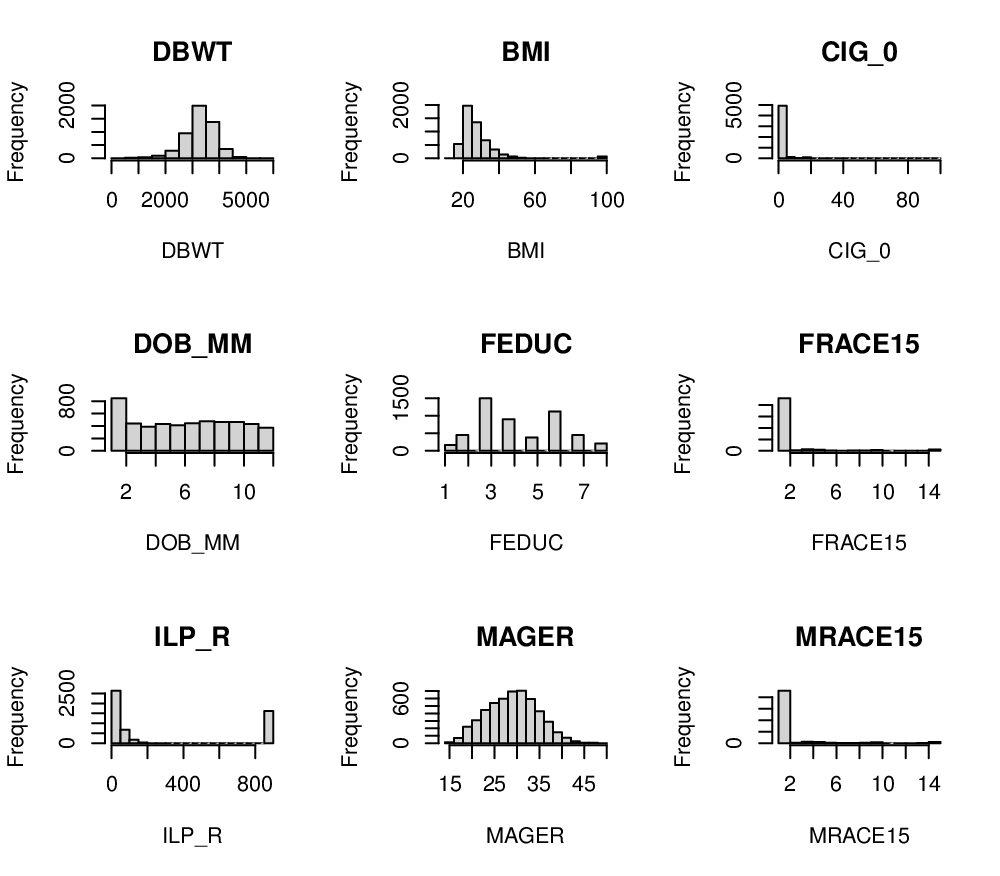 DBWT BMI CIG_0
Frequency 0 2000 Frequency 0 2000 Frequency 0 5000
0 2000 5000 20 60 100 0 40 80
DBWT BMI CIG_0
DOB_MM FEDUC FRACE15
Frequency 0 800 Frequency 0 1500 Frequency 0
2 6 10 1 3 5 7 2 6 10 14
DOB_MM FEDUC FRACE15
ILP_R MAGER MRACE15
Frequency 0 2500 Frequency 0 600 Frequency 0
0 400 800 15 25 35 45 2 6 10 14
ILP_R MAGER MRACE15